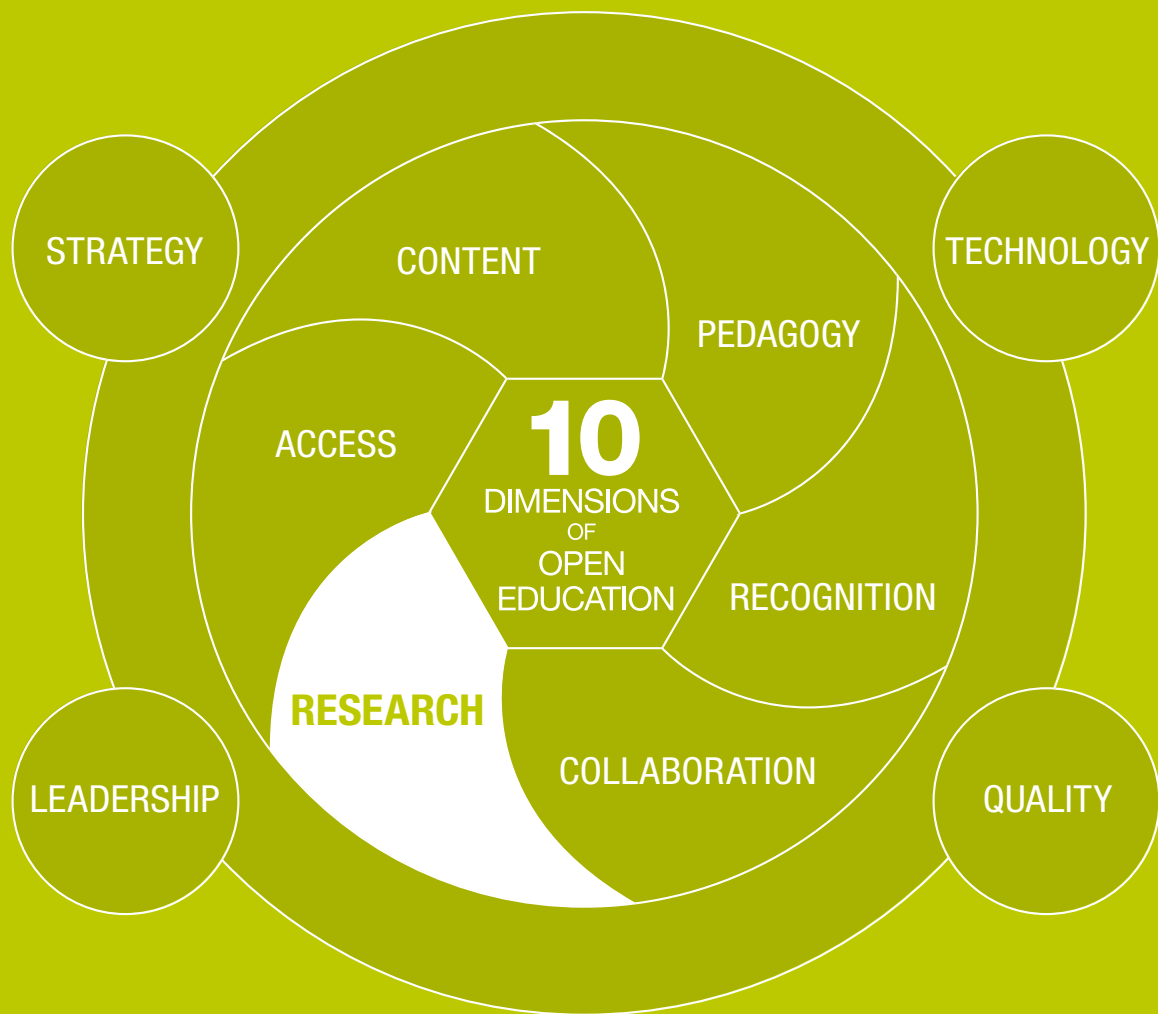 STRATEGY
TECHNOLOGY
CONTENT
PEDAGOGY
ACCESS
10
DIMENSIONS
OF
OPEN
EDUCATION
RECOGNITION
RESEARCH
COLLABORATION
LEADERSHIP
QUALITY